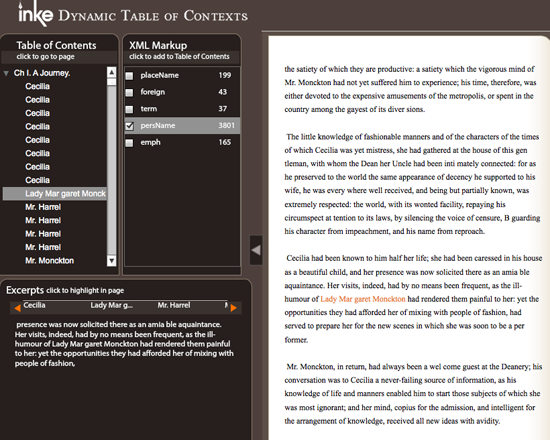 inke DYNAMIC TABLE OF CONTEXTS
Table of Contents
click to go to page
Ch I. A Journey.
Cecilia
Cecilia
Cecilia
Cecilia
Cecilia
Cecilia
Cecilia
Cecilia
Lady Mar garet Monck
Mr. Harrel
Mr. Harrel
Mr. Harrel
Mr. Harrel
Mr. Monckton
XML Markup
click to add to Table of Contents
placeName 199
foreign 43
term 37
persName 3801
emph 165
Excerpts click to highlight in page
Cecilia Lady Mar g... Mr. Harrel
presence was now solicited there as an amia ble aquaintance.
Her visits, indeed, had by no means been frequent, as the ill-
humour of Lady Mar garet Monckton had rendered them painful
to her: yet the opportunities they had afforded her of mixing with
people of fashion,
the satiety of which they are productive: a satiety which the vigorous mind of
Mr. Monckton had not yet suffered him to experience; his time, therefore, was
either devoted to the expensive amusements of the metropolis, or spent in the
country among the gayest of its diver sions.
The little knowledge of fashionable manners and of the characters of the times
of which Cecilia was yet mistress, she had gathered at the house of this gen
tleman, with whom the Dean her Uncle had been inti mately connected: for as
he preserved to the world the same appearance of decency he supported to his
wife, he was every where well received, and being but partially known, was
extremely respected: the world, with its wonted facility, repaying his
circumspect at tention to its laws, by silencing the voice of censure, B guarding
his character from impeachment, and his name from reproach.
Cecilia had been known to him half her life; she had been caressed in his house
as a beautiful child, and her presence was now solicited there as an amia ble
aquaintance. Her visits, indeed, had by no means been frequent, as the ill-
humour of Lady Mar garet Monckton had rendered them painful to her: yet the
opportunities they had afforded her of mixing with people of fashion, had
served to prepare her for the new scenes in which she was soon to be a per
former.
Mr. Monckton, in return, had always been a wel come guest at the Deanery; his
conversation was to Cecilia a never-failing source of information, as his
knowledge of life and manners enabled him to start those subjects of which she
was most ignorant; and her mind, copius for the admission, and intelligent for
the arrangement of knowledge, received all new ideas with avidity.